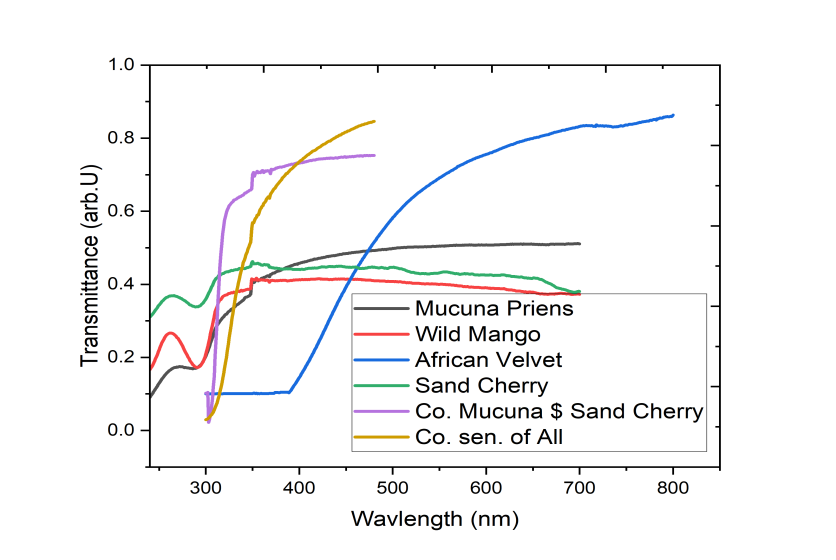 1.0
0.8
0.6
0.4
0.2
0.0
Transmittance (arb.U)
Mucuna Priens
Wild Mango
African Velvet
Sand Cherry
Co. Mucuna $ Sand Cherry
Co. sen. of All
300 400 500 600 700 800
Wavlength (nm)